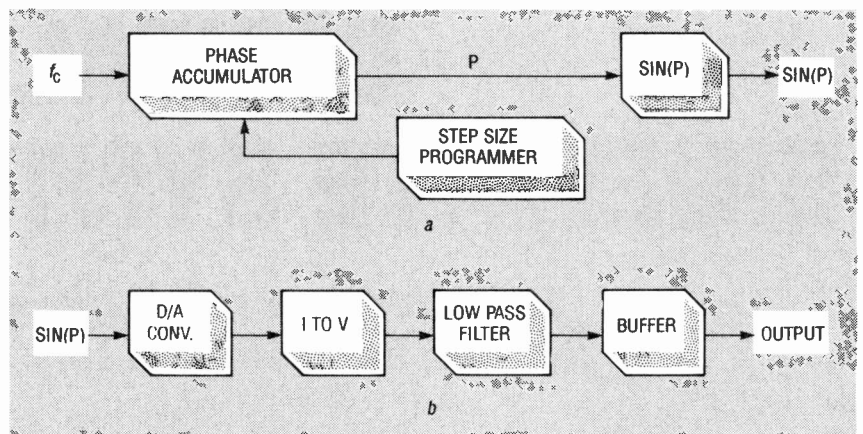 PHASE
ACCUMULATOR
fc
P
SIN(P)
SIN(P)
STEP SIZE
PROGRAMMER
a
SIN(P)
D/A
CONV.
I TO V
LOW PASS
FILTER
BUFFER
OUTPUT
b